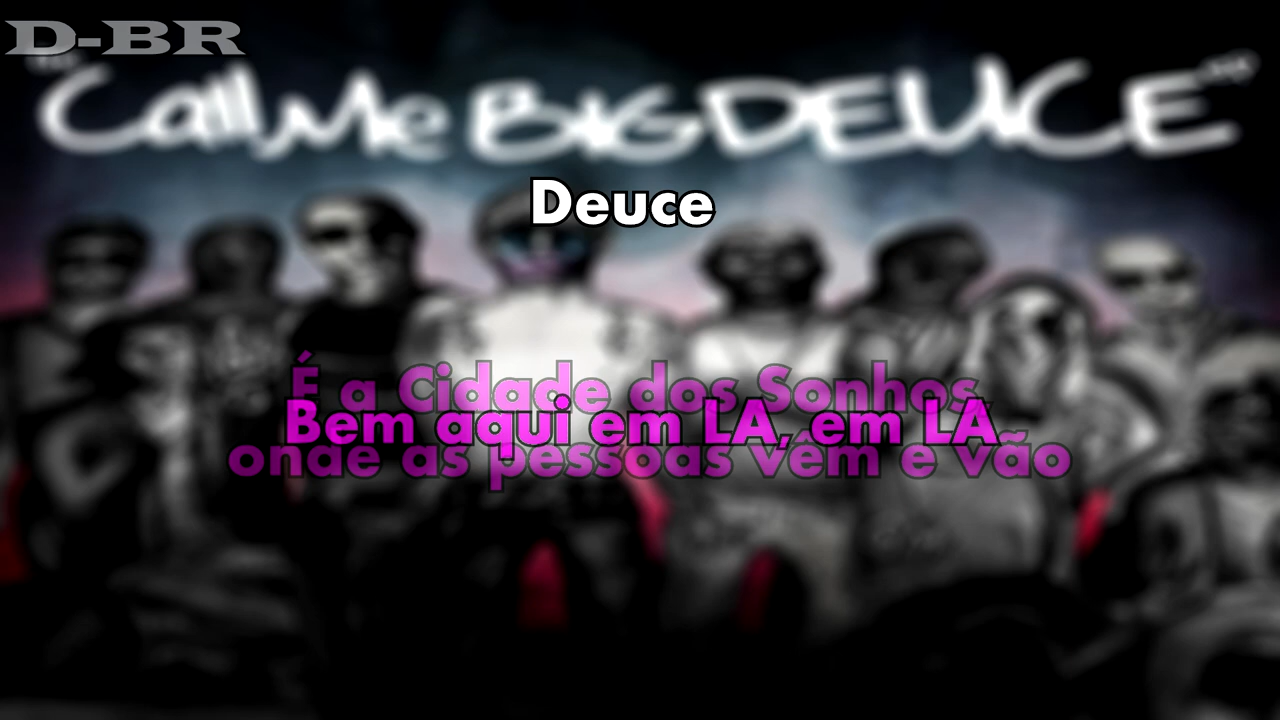 D-BR
"Call Me BIG DEUCE"
Deuce
É a Cidade dos Sonhos
Bem aqui em LA, em LA
onde as pessoas vêm e vão